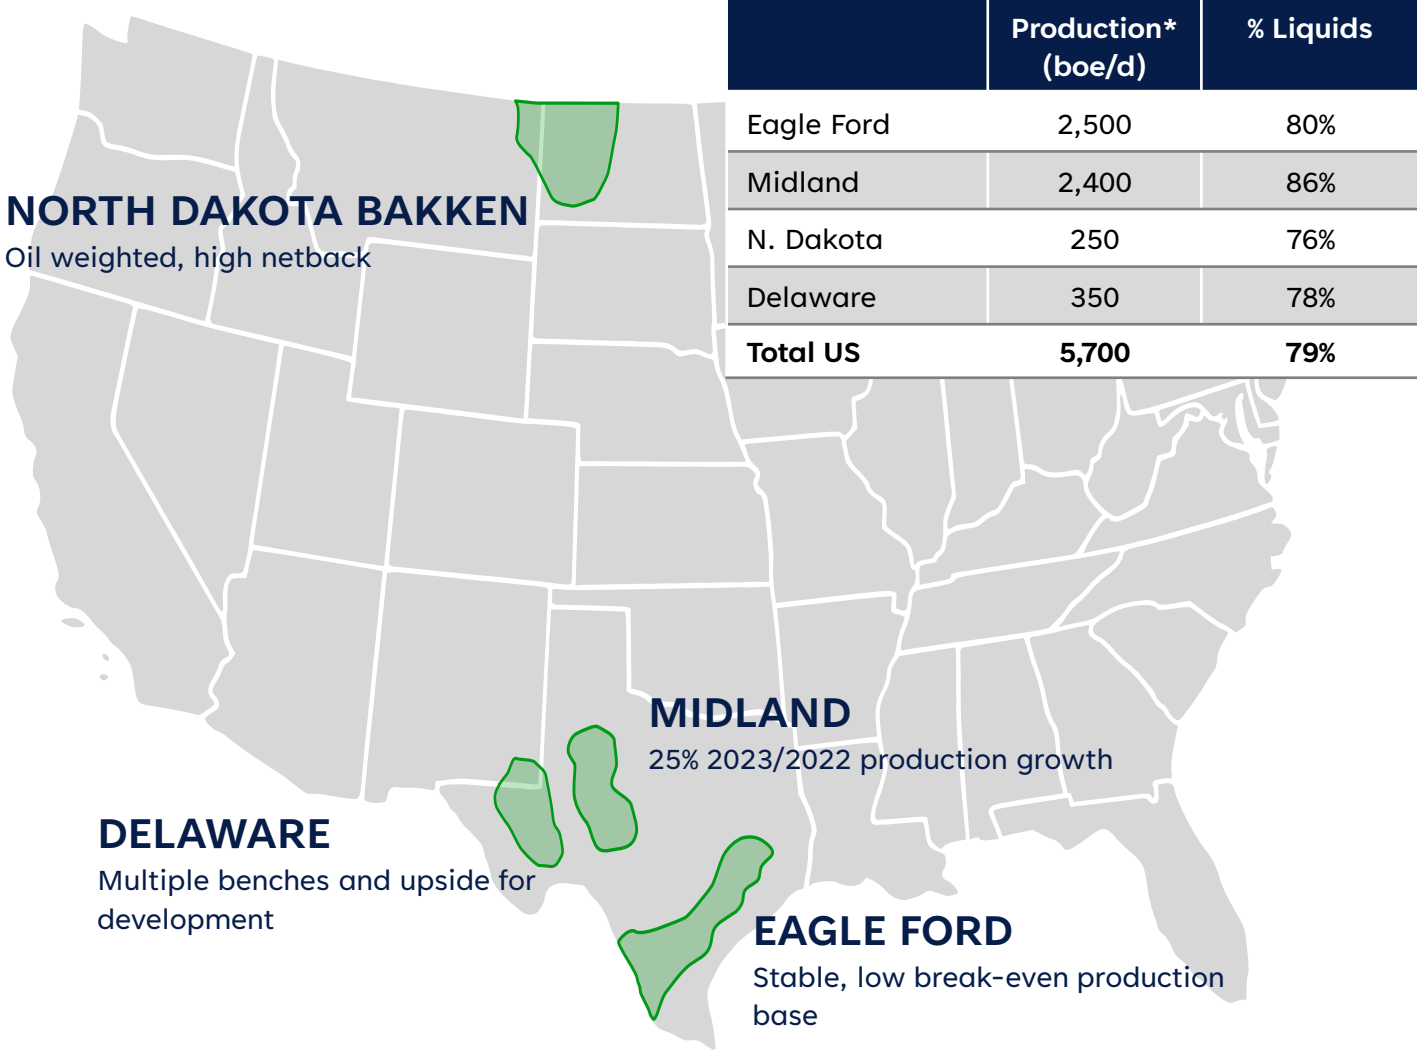 Production* % Liquids
(boe/d)
Eagle Ford 2,500 80%
Midland 2,400 86%
N. Dakota 250 76%
Delaware 350 78%
Total US 5,700 79%
NORTH DAKOTA BAKKEN
Oil weighted, high netback
MIDLAND
25% 2023/2022 production growth
DELAWARE
Multiple benches and upside for
development
EAGLE FORD
Stable, low break-even production
base